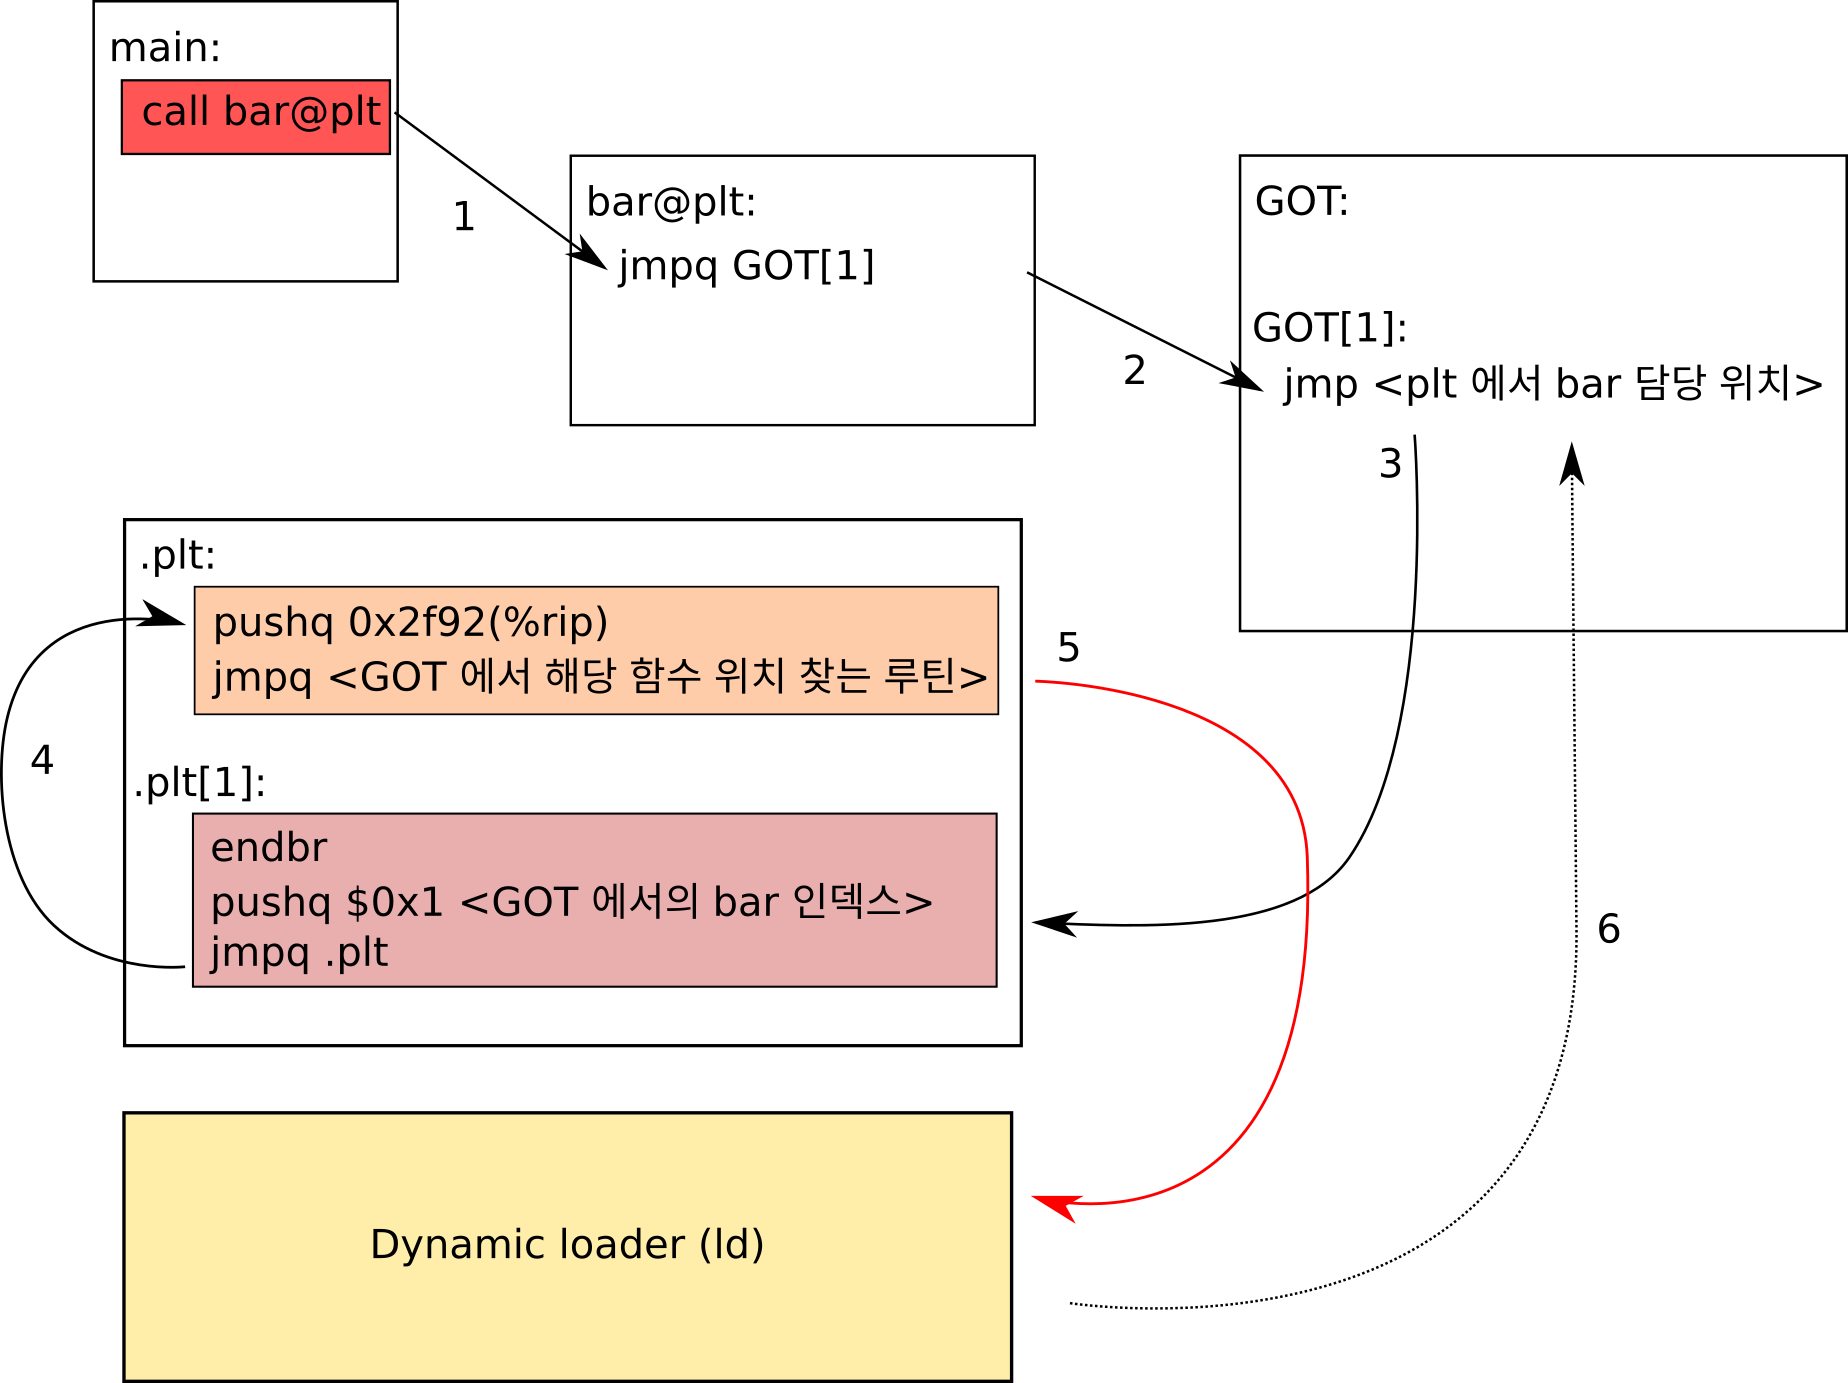 main:
call bar@plt
1
bar@plt:
jmpq GOT[1]
2
GOT:
GOT[1]:
jmp <plt 에서 bar 담당 위치>
3
.plt:
pushq 0x2f92(%rip)
jmpq <GOT 에서 해당 함수 위치 찾는 루틴>
4
.plt[1]:
endbr
pushq $0x1 <GOT 에서의 bar 인덱스>
jmpq .plt
5
6
Dynamic loader (ld)